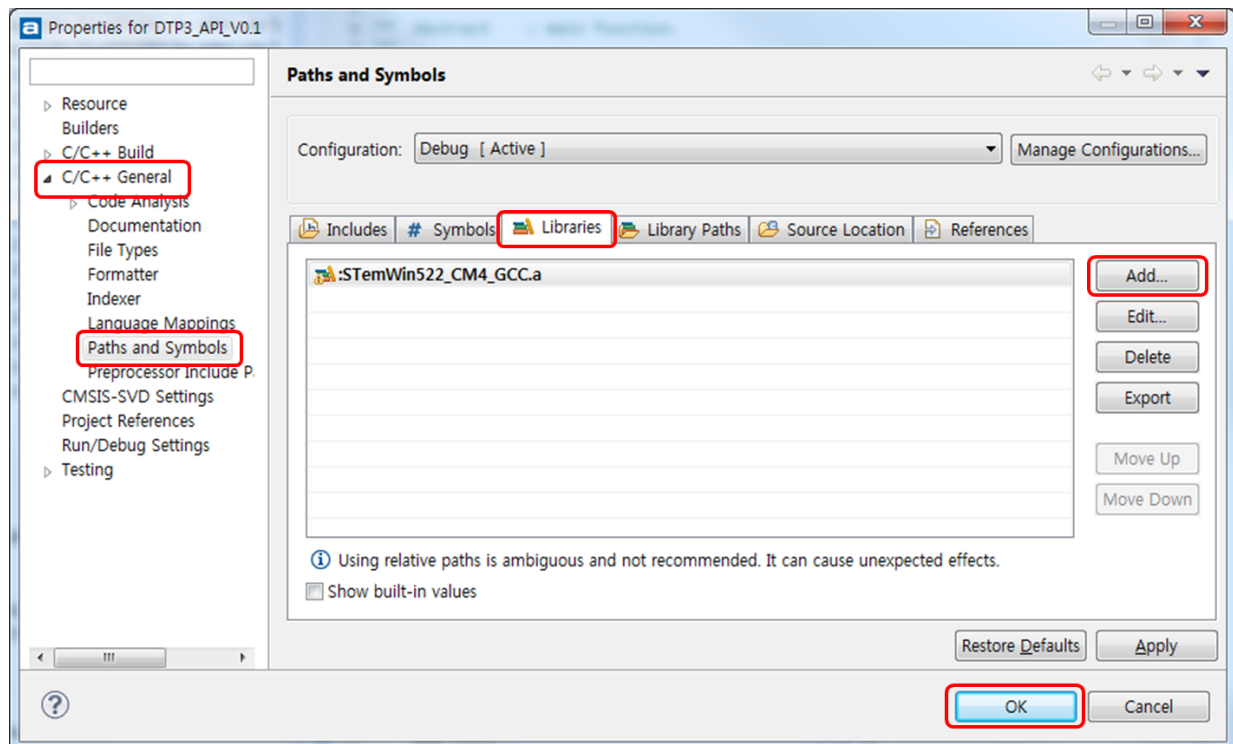 Properties for DTP3_API_V0.1
abstract : main function.
Paths and Symbols
Resource
Builders
C/C++ Build
C/C++ General
Code Analysis
Documentation
File Types
Formatter
Indexer
Language Mappings
Paths and Symbols
Preprocessor Include P
CMSIS-SVD Settings
Project References
Run/Debug Settings
Testing
Configuration: Debug [ Active ] Manage Configurations...
Includes # Symbols Libraries Library Paths Source Location References
:STemWin522_CM4_GCC.a
Add...
Edit...
Delete
Export
Move Up
Move Down
Using relative paths is ambiguous and not recommended. It can cause unexpected effects.
Show built-in values
Restore Defaults Apply
OK Cancel